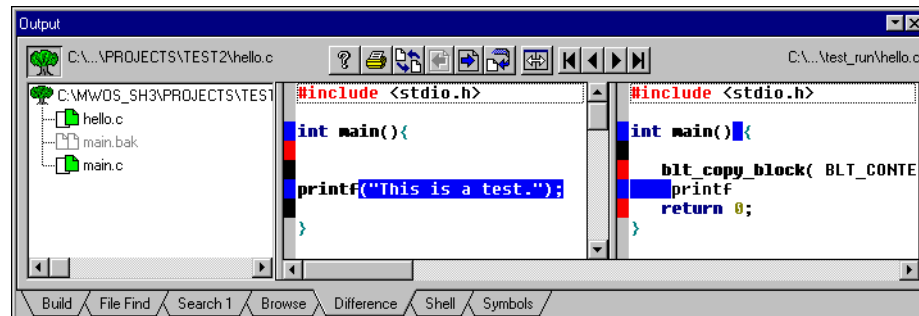 Output
C:\...\PROJECTS\TEST2\hello.c
C:\...\test_run\hello.c
C:\MWOS_SH3\PROJECTS\TEST
hello.c
main.bak
main.c
#include <stdio.h>
int main(){
printf("This is a test.");
}
#include <stdio.h>
int main() {
blt_copy_block( BLT_CONTE
printf
return 0;
}
Build
File Find
Search 1
Browse
Difference
Shell
Symbols